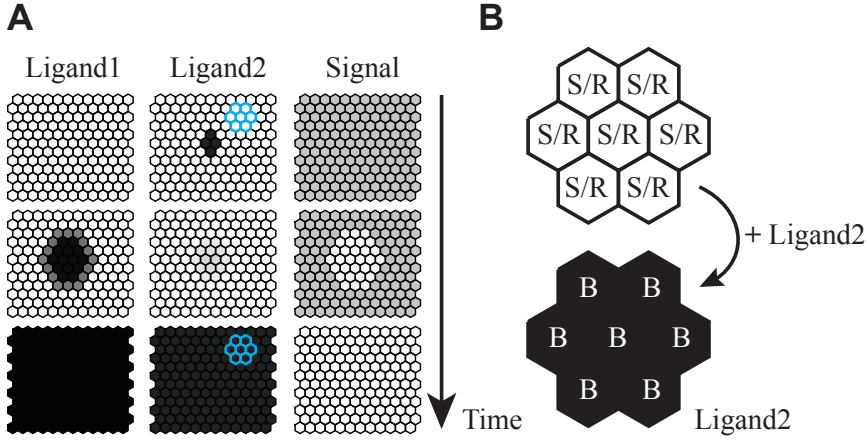 A
Ligand1 Ligand2 Signal
Time
B
S/R S/R
S/R S/R S/R
S/R S/R
+ Ligand2
B B
B B B
B B
Ligand2